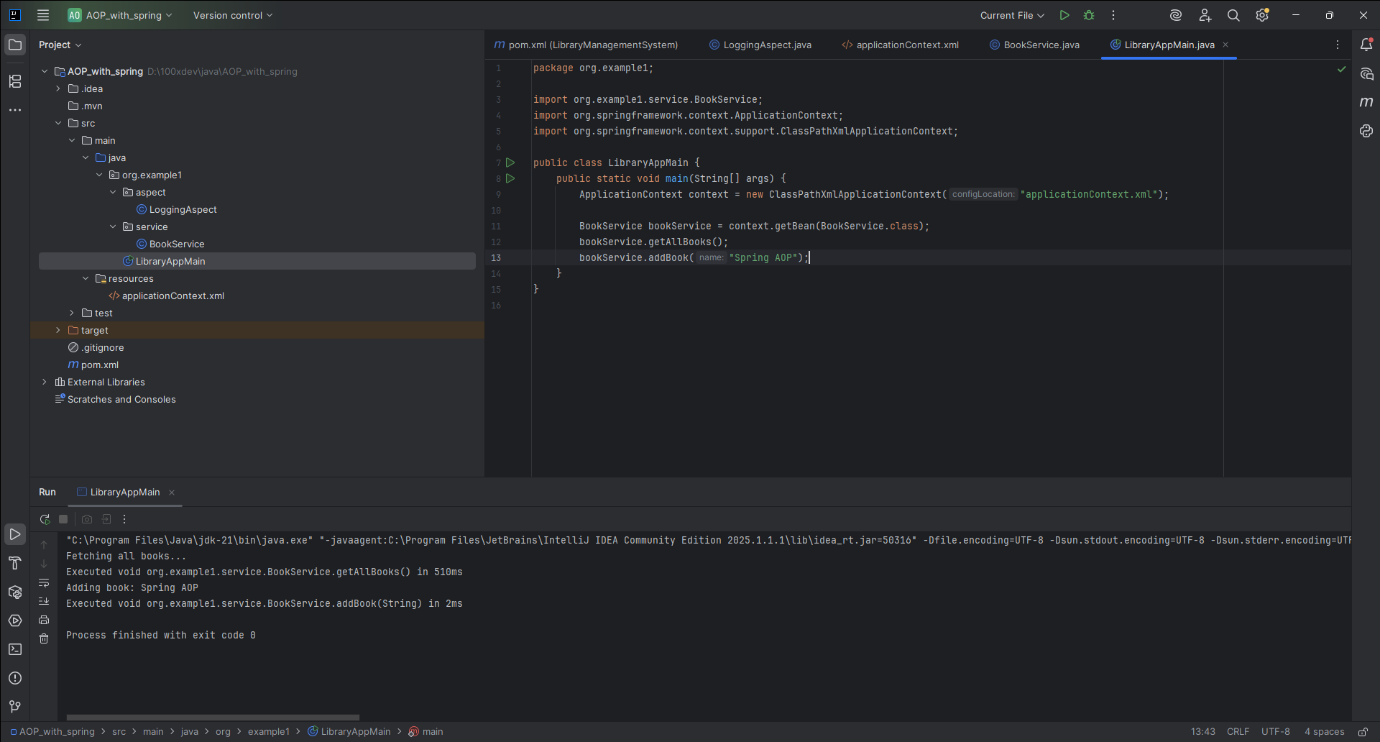 AO AOP_with_spring Version control Current File
Project
pom.xml (LibraryManagementSystem) LoggingAspect.java applicationContext.xml BookService.java LibraryAppMain.java
AOP_with_spring D:\100xdev\java\AOP_with_spring
.idea
.mvn
src
main
java
org.example1
aspect
LoggingAspect
service
BookService
LibraryAppMain
resources
applicationContext.xml
test
target
.gitignore
pom.xml
External Libraries
Scratches and Consoles
1 package org.example1;
2
3 import org.example1.service.BookService;
4 import org.springframework.context.ApplicationContext;
5 import org.springframework.context.support.ClassPathXmlApplicationContext;
6
7 public class LibraryAppMain {
8 public static void main(String[] args) {
9 ApplicationContext context = new ClassPathXmlApplicationContext( configLocation: "applicationContext.xml");
10
11 BookService bookService = context.getBean(BookService.class);
12 bookService.getAllBooks();
13 bookService.addBook( name: "Spring AOP");
14 }
15 }
16
Run LibraryAppMain
"C:\Program Files\Java\jdk-21\bin\java.exe" "-javaagent:C:\Program Files\JetBrains\IntelliJ IDEA Community Edition 2025.1.1.1\lib\idea_rt.jar=50316" -Dfile.encoding=UTF-8 -Dsun.stdout.encoding=UTF-8 -Dsun.stderr.encoding=UTF
Fetching all books...
Executed void org.example1.service.BookService.getAllBooks() in 510ms
Adding book: Spring AOP
Executed void org.example1.service.BookService.addBook(String) in 2ms
Process finished with exit code 0
AOP_with_spring > src > main > java > org > example1 > LibraryAppMain > main 13:43 CRLF UTF-8 4 spaces